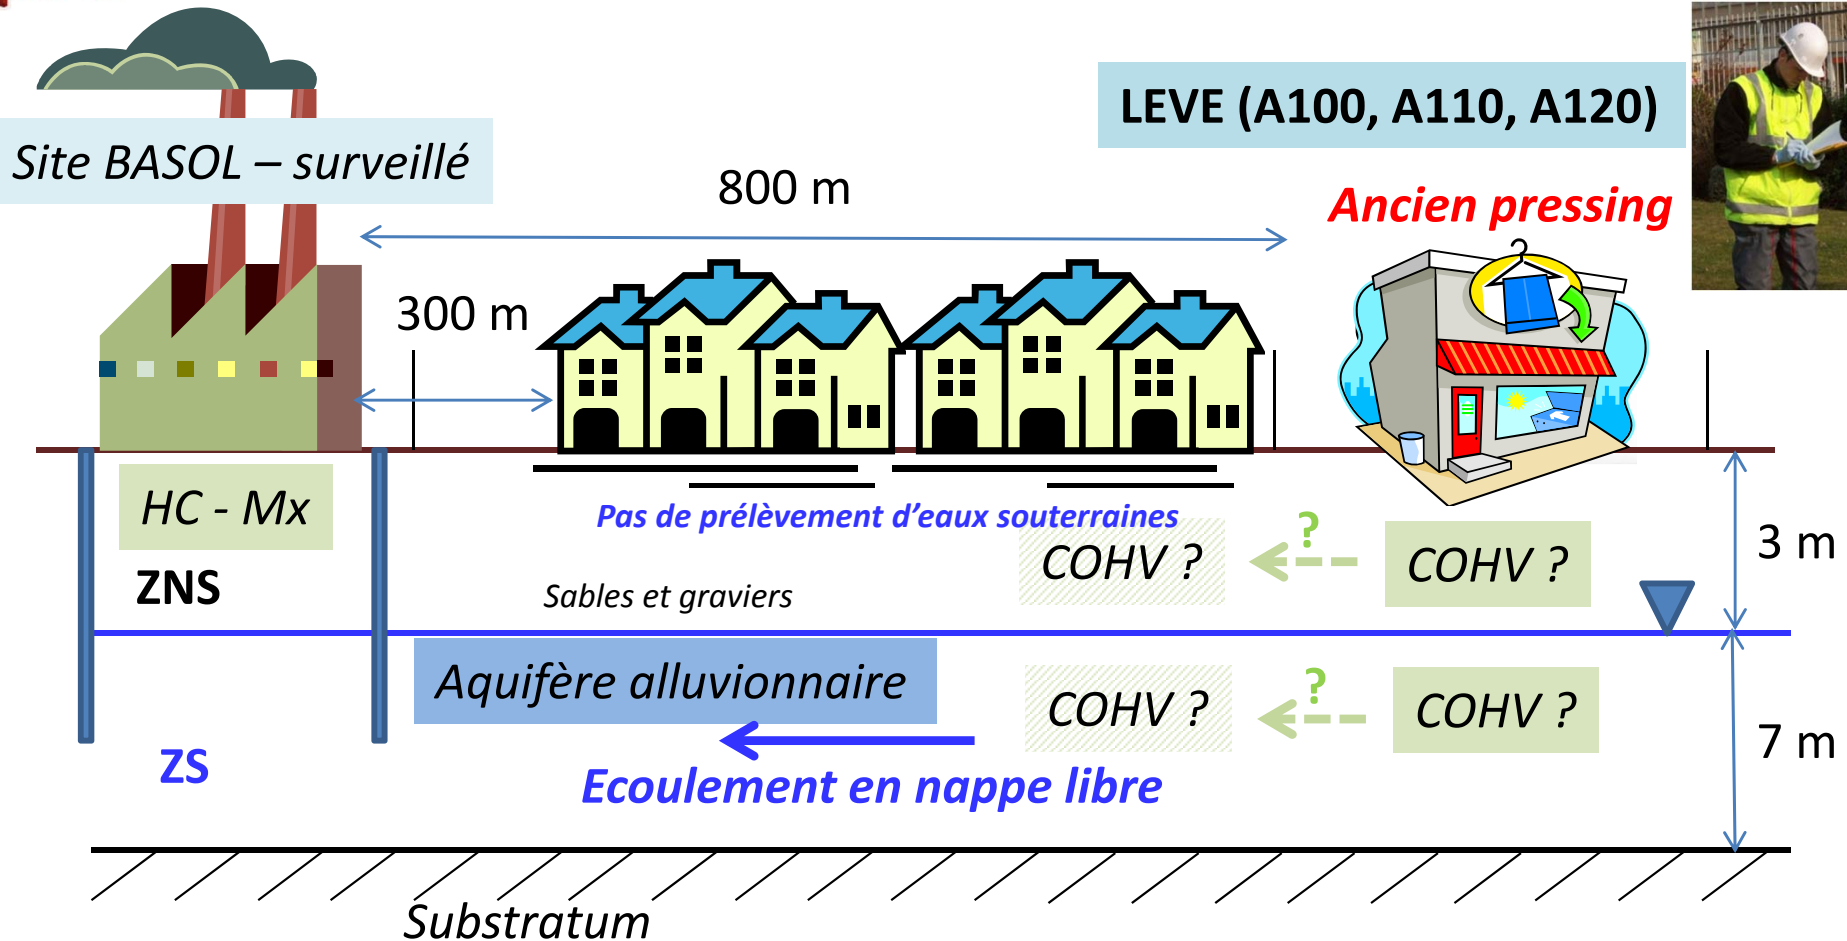 LEVE (A100, A110, A120)
Site BASOL – surveillé
800 m
Ancien pressing
300 m
HC - Mx
Pas de prélèvement d'eaux souterraines
?
COHV ?
COHV ?
3 m
ZNS
Sables et graviers
Aquifère alluvionnaire
?
COHV ?
COHV ?
7 m
ZS
Ecoulement en nappe libre
Substratum